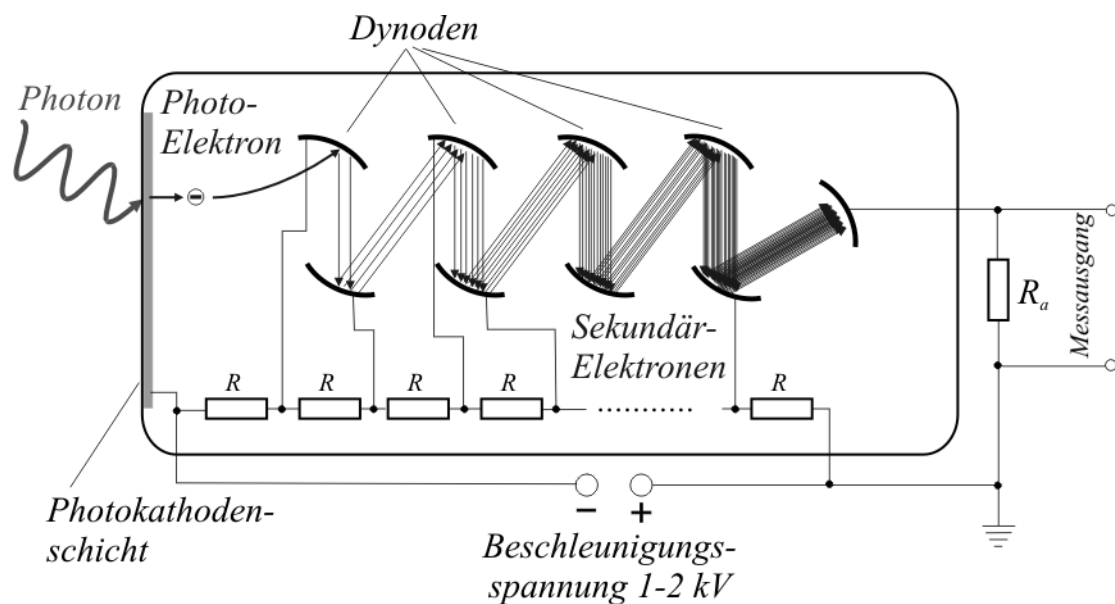 Dynoden
Photon
Photo-
Elektron
Sekundär-
Elektronen
R
R
R
R
...........
R
R_a
Messausgang
Photokathoden-
schicht
− +
Beschleunigungs-
spannung 1-2 kV